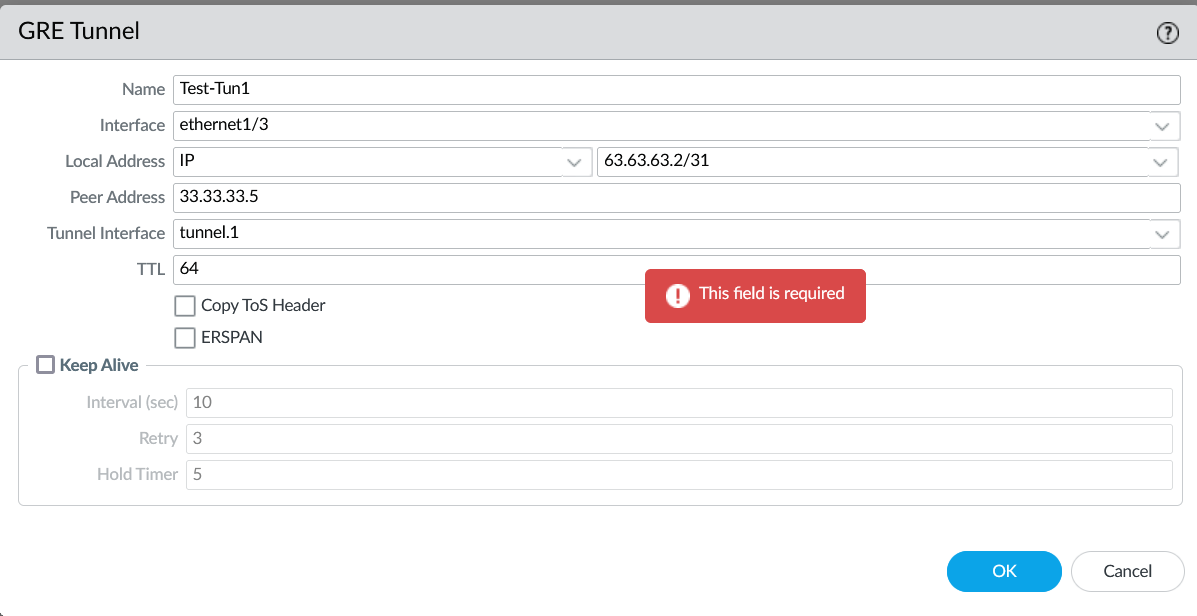 GRE Tunnel
Name Test-Tun1
Interface ethernet1/3
Local Address IP 63.63.63.2/31
Peer Address 33.33.33.5
Tunnel Interface tunnel.1
TTL 64
This field is required
Copy ToS Header
ERSPAN
Keep Alive
Interval (sec) 10
Retry 3
Hold Timer 5
OK Cancel